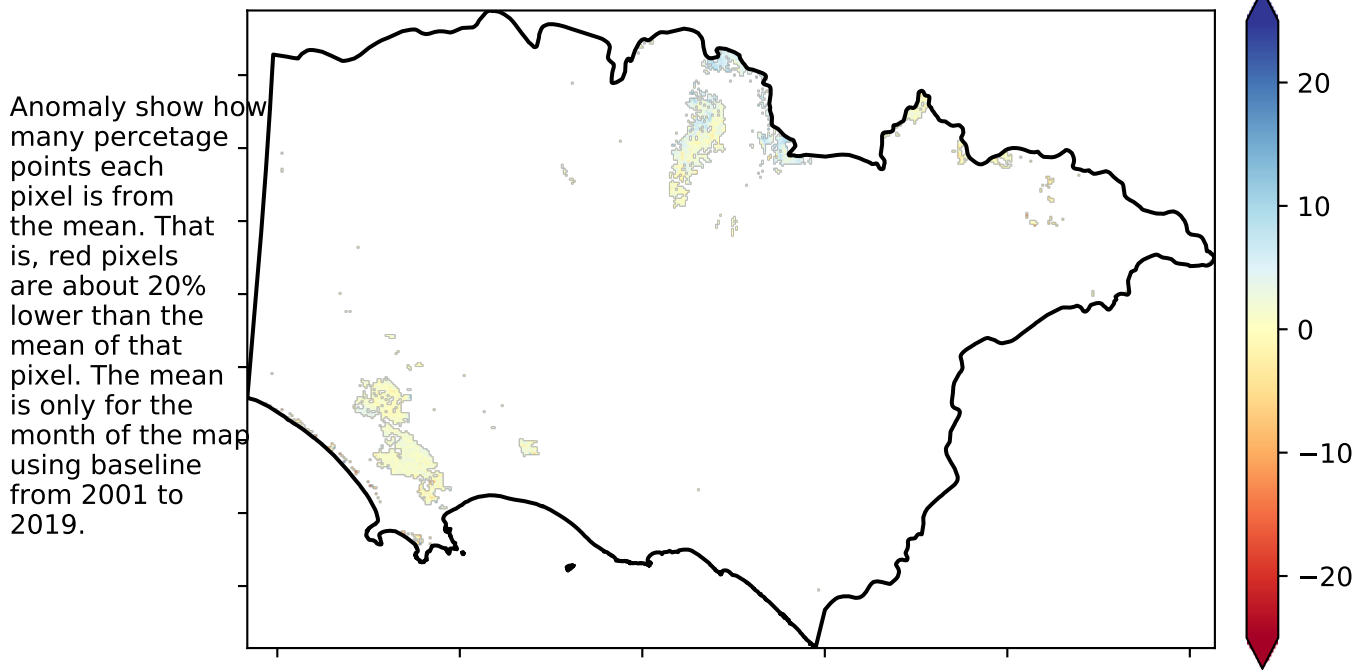 Anomaly show how
many percetage
points each
pixel is from
the mean. That
is, red pixels
are about 20%
lower than the
mean of that
pixel. The mean
is only for the
month of the map
using baseline
from 2001 to
2019.
20
10
0
−10
−20